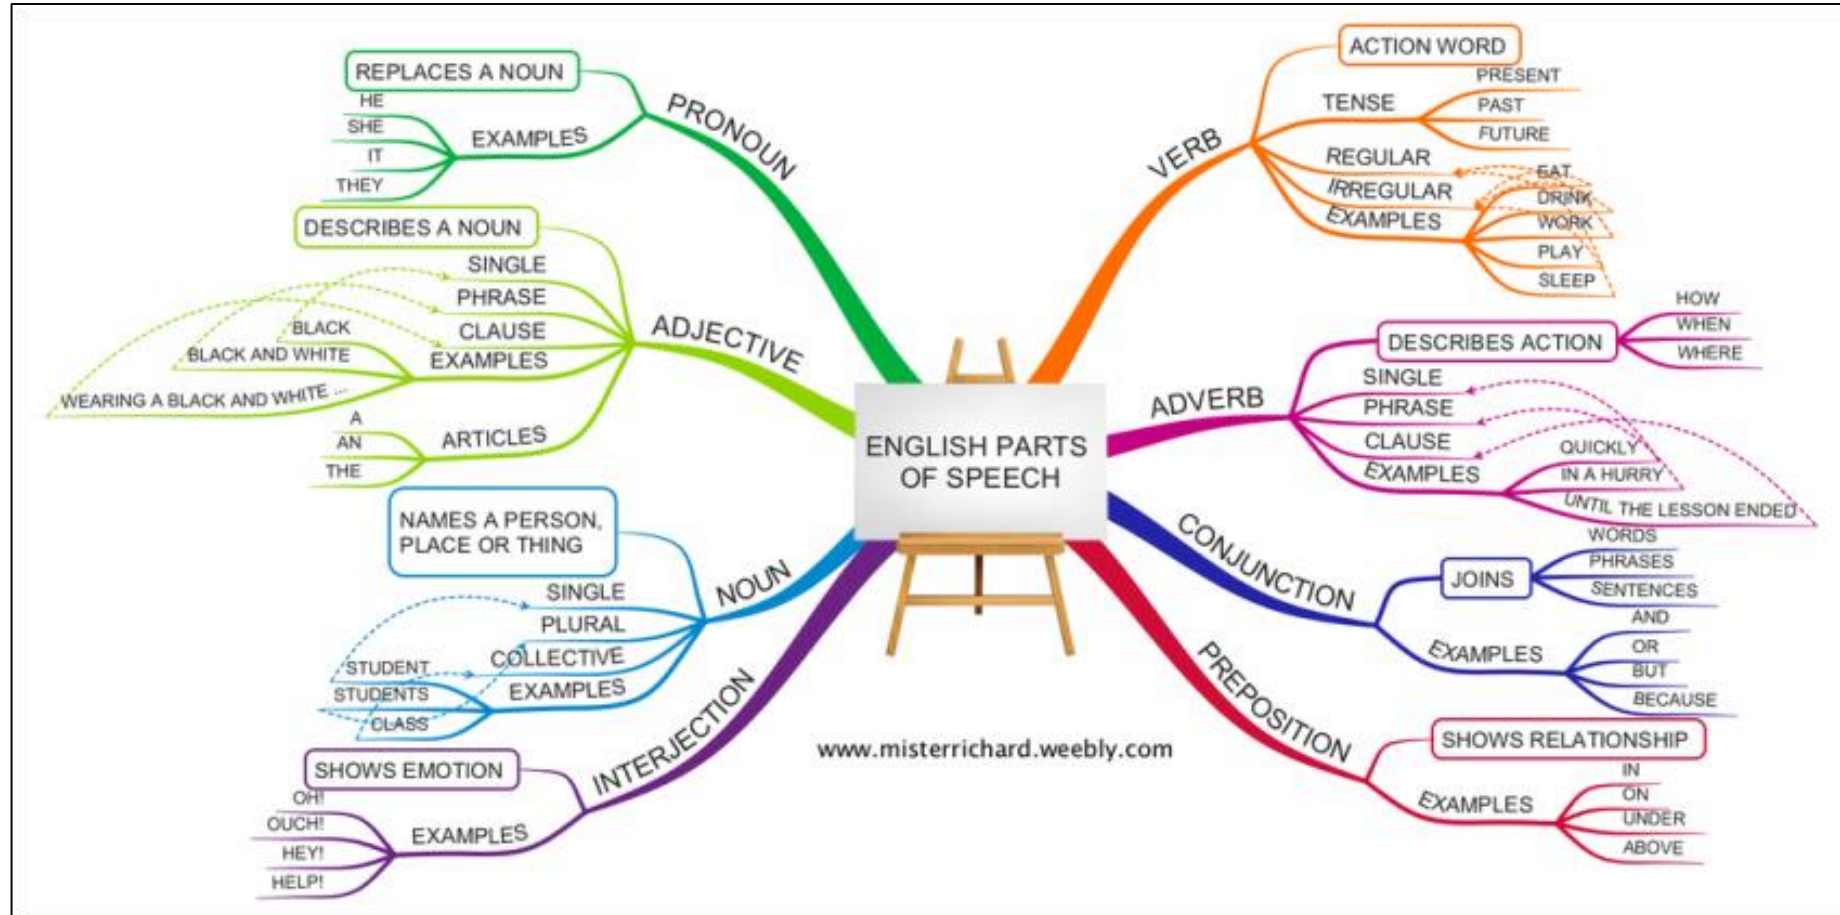 ENGLISH PARTS
OF SPEECH
PRONOUN
REPLACES A NOUN
EXAMPLES
HE
SHE
IT
THEY
ADJECTIVE
DESCRIBES A NOUN
SINGLE
PHRASE
CLAUSE
EXAMPLES
BLACK
BLACK AND WHITE
WEARING A BLACK AND WHITE ...
ARTICLES
A
AN
THE
NOUN
NAMES A PERSON,
PLACE OR THING
SINGLE
PLURAL
COLLECTIVE
EXAMPLES
STUDENT
STUDENTS
CLASS
INTERJECTION
SHOWS EMOTION
EXAMPLES
OH!
OUCH!
HEY!
HELP!
VERB
ACTION WORD
TENSE
PRESENT
PAST
FUTURE
REGULAR
IRREGULAR
EXAMPLES
EAT
DRINK
WORK
PLAY
SLEEP
ADVERB
DESCRIBES ACTION
HOW
WHEN
WHERE
SINGLE
PHRASE
CLAUSE
EXAMPLES
QUICKLY
IN A HURRY
UNTIL THE LESSON ENDED
CONJUNCTION
JOINS
WORDS
PHRASES
SENTENCES
EXAMPLES
AND
OR
BUT
BECAUSE
PREPOSITION
SHOWS RELATIONSHIP
EXAMPLES
IN
ON
UNDER
ABOVE
www.misterrichard.weebly.com